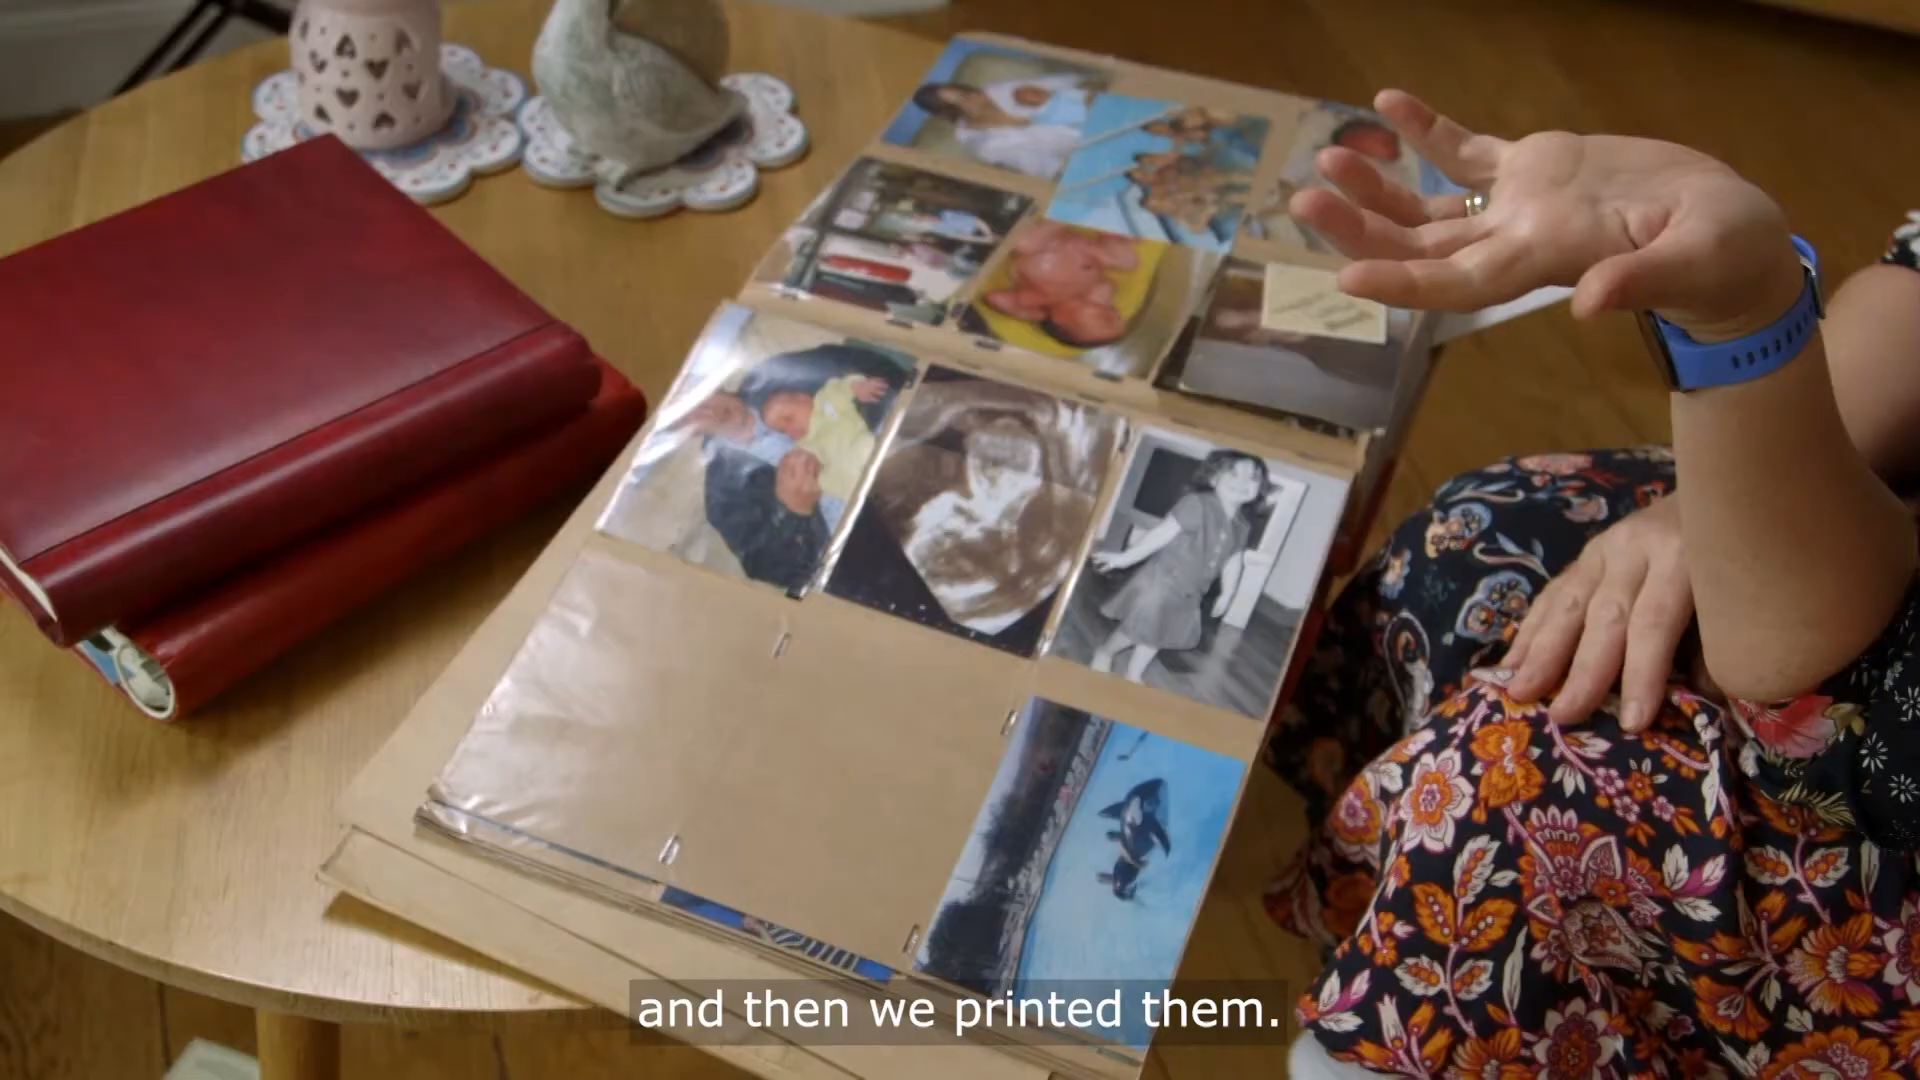 and then we printed them.